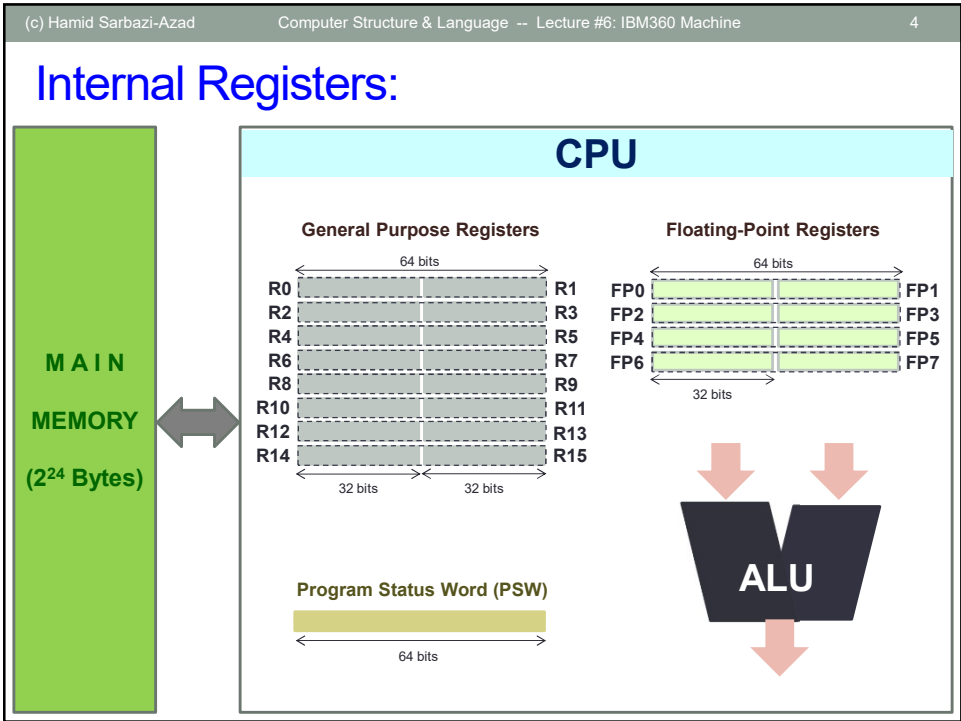 (c) Hamid Sarbazi-Azad Computer Structure & Language -- Lecture #6: IBM360 Machine 4
Internal Registers:
MAIN
MEMORY
(2²⁴ Bytes)
CPU
General Purpose Registers
64 bits
R0 R1
R2 R3
R4 R5
R6 R7
R8 R9
R10 R11
R12 R13
R14 R15
32 bits 32 bits
Floating-Point Registers
64 bits
FP0 FP1
FP2 FP3
FP4 FP5
FP6 FP7
32 bits
Program Status Word (PSW)
64 bits
ALU